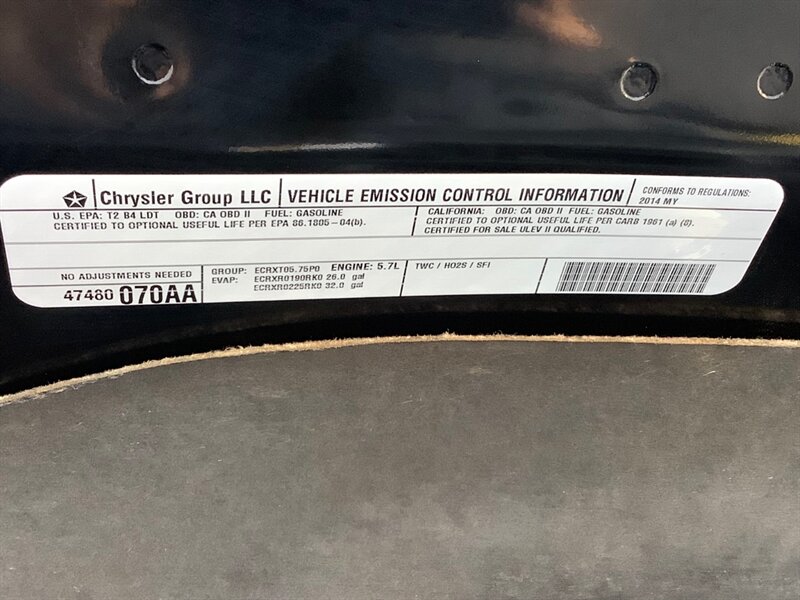 Chrysler Group LLC
VEHICLE EMISSION CONTROL INFORMATION
CONFORMS TO REGULATIONS:
2014 MY
U.S. EPA: T2 B4 LDT OBD: CA OBD II FUEL: GASOLINE
CERTIFIED TO OPTIONAL USEFUL LIFE PER EPA 86.1805-04(b).
CALIFORNIA: OBD: CA OBD II FUEL: GASOLINE
CERTIFIED TO OPTIONAL USEFUL LIFE PER CARB 1961 (a) (8).
CERTIFIED FOR SALE ULEV II QUALIFIED.
NO ADJUSTMENTS NEEDED
47480 070AA
GROUP: ECRXT05.75P0 ENGINE: 5.7L
EVAP: ECRXR0190RK0 26.0 gal
ECRXR0225RK0 32.0 gal
TWC / HO2S / SFI